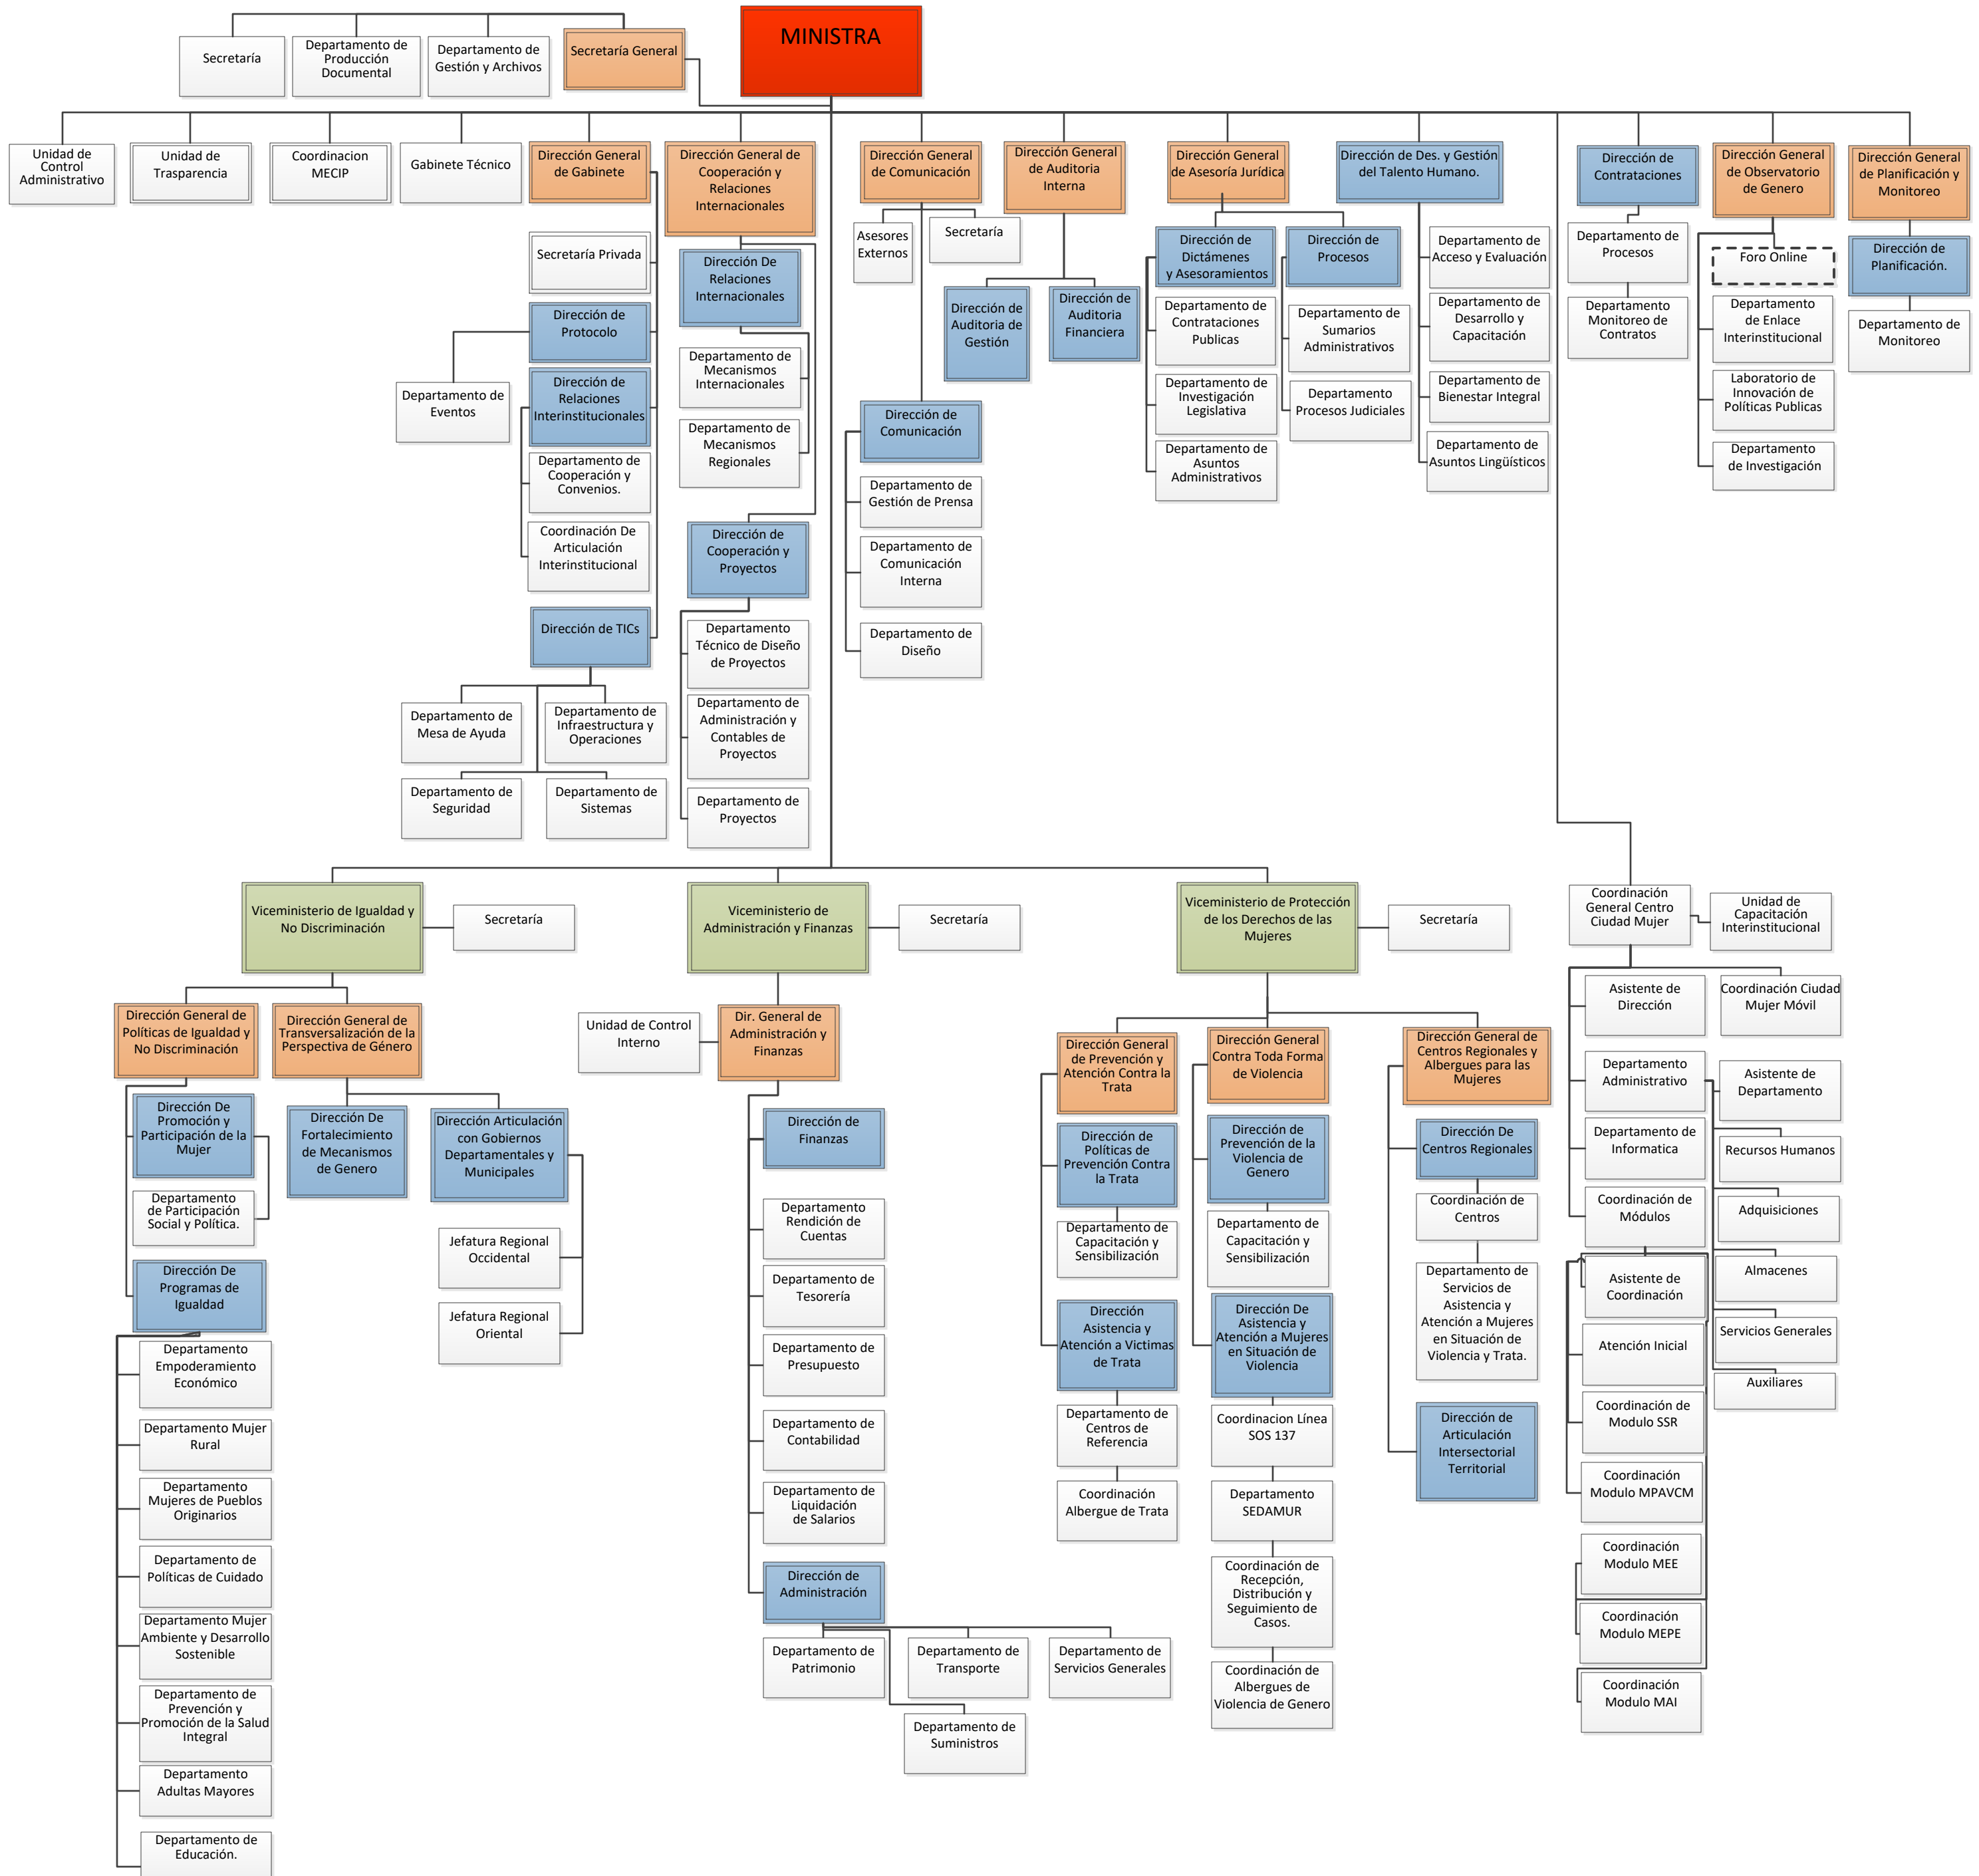 MINISTRA
Secretaría
Departamento de
Producción
Documental
Departamento de
Gestión y Archivos
Secretaría General
Unidad de
Control
Administrativo
Unidad de
Trasparencia
Coordinacion
MECIP
Gabinete Técnico
Dirección General
de Gabinete
Dirección General de
Cooperación y
Relaciones
Internacionales
Dirección General
de Comunicación
Dirección General
de Auditoria
Interna
Dirección General
de Asesoría Jurídica
Dirección de Des. y Gestión
del Talento Humano.
Dirección de
Contrataciones
Dirección General
de Observatorio
de Genero
Dirección General
de Planificación y
Monitoreo
Secretaría Privada
Dirección de
Protocolo
Departamento de
Eventos
Dirección de
Relaciones
Interinstitucionales
Departamento de
Cooperación y
Convenios.
Coordinación De
Articulación
Interinstitucional
Dirección de TICs
Departamento de
Mesa de Ayuda
Departamento de
Infraestructura y
Operaciones
Departamento de
Seguridad
Departamento de
Sistemas
Dirección De
Relaciones
Internacionales
Departamento de
Mecanismos
Internacionales
Departamento de
Mecanismos
Regionales
Dirección de
Cooperación y
Proyectos
Departamento
Técnico de Diseño
de Proyectos
Departamento de
Administración y
Contables de
Proyectos
Departamento de
Proyectos
Asesores
Externos
Secretaría
Dirección de
Comunicación
Departamento de
Gestión de Prensa
Departamento de
Comunicación
Interna
Departamento de
Diseño
Dirección de
Auditoria de
Gestión
Dirección de
Auditoria
Financiera
Dirección de
Dictámenes
y Asesoramientos
Departamento de
Contrataciones
Publicas
Departamento de
Investigación
Legislativa
Departamento de
Asuntos
Administrativos
Dirección de
Procesos
Departamento de
Sumarios
Administrativos
Departamento
Procesos Judiciales
Departamento de
Acceso y Evaluación
Departamento de
Desarrollo y
Capacitación
Departamento de
Bienestar Integral
Departamento de
Asuntos Lingüísticos
Departamento de
Procesos
Departamento
Monitoreo de
Contratos
Foro Online
Departamento
de Enlace
Interinstitucional
Laboratorio de
Innovación de
Políticas Publicas
Departamento
de Investigación
Dirección de
Planificación.
Departamento de
Monitoreo
Viceministerio de Igualdad y
No Discriminación
Secretaría
Viceministerio de
Administración y Finanzas
Secretaría
Viceministerio de Protección
de los Derechos de las
Mujeres
Secretaría
Coordinación
General Centro
Ciudad Mujer
Unidad de
Capacitación
Interinstitucional
Dirección General de
Políticas de Igualdad y
No Discriminación
Dirección General de
Transversalización de la
Perspectiva de Género
Dirección De
Promoción y
Participación de la
Mujer
Departamento
de Participación
Social y Política.
Dirección De
Programas de
Igualdad
Departamento
Empoderamiento
Económico
Departamento Mujer
Rural
Departamento
Mujeres de Pueblos
Originarios
Departamento de
Políticas de Cuidado
Departamento Mujer
Ambiente y Desarrollo
Sostenible
Departamento de
Prevención y
Promoción de la Salud
Integral
Departamento
Adultas Mayores
Departamento de
Educación.
Dirección De
Fortalecimiento
de Mecanismos
de Genero
Dirección Articulación
con Gobiernos
Departamentales y
Municipales
Jefatura Regional
Occidental
Jefatura Regional
Oriental
Unidad de Control
Interno
Dir. General de
Administración y
Finanzas
Dirección de
Finanzas
Departamento
Rendición de
Cuentas
Departamento de
Tesorería
Departamento de
Presupuesto
Departamento de
Contabilidad
Departamento de
Liquidación
de Salarios
Dirección de
Administración
Departamento de
Patrimonio
Departamento de
Transporte
Departamento de
Servicios Generales
Departamento de
Suministros
Dirección General
de Prevención y
Atención Contra la
Trata
Dirección de
Políticas de
Prevención Contra
la Trata
Departamento de
Capacitación y
Sensibilización
Dirección
Asistencia y
Atención a Victimas
de Trata
Departamento de
Centros de
Referencia
Coordinación
Albergue de Trata
Dirección General
Contra Toda Forma
de Violencia
Dirección de
Prevención de la
Violencia de
Genero
Departamento de
Capacitación y
Sensibilización
Dirección De
Asistencia y
Atención a Mujeres
en Situación de
Violencia
Coordinacion Línea
SOS 137
Departamento
SEDAMUR
Coordinación de
Recepción,
Distribución y
Seguimiento de
Casos.
Coordinación de
Albergues de
Violencia de Genero
Dirección General de
Centros Regionales y
Albergues para las
Mujeres
Dirección De
Centros Regionales
Coordinación de
Centros
Departamento de
Servicios de
Asistencia y
Atención a Mujeres
en Situación de
Violencia y Trata.
Dirección de
Articulación
Intersectorial
Territorial
Asistente de
Dirección
Coordinación Ciudad
Mujer Móvil
Departamento
Administrativo
Asistente de
Departamento
Departamento de
Informatica
Recursos Humanos
Coordinación de
Módulos
Adquisiciones
Asistente de
Coordinación
Almacenes
Atención Inicial
Servicios Generales
Coordinación de
Modulo SSR
Auxiliares
Coordinación
Modulo MPAVCM
Coordinación
Modulo MEE
Coordinación
Modulo MEPE
Coordinación
Modulo MAI